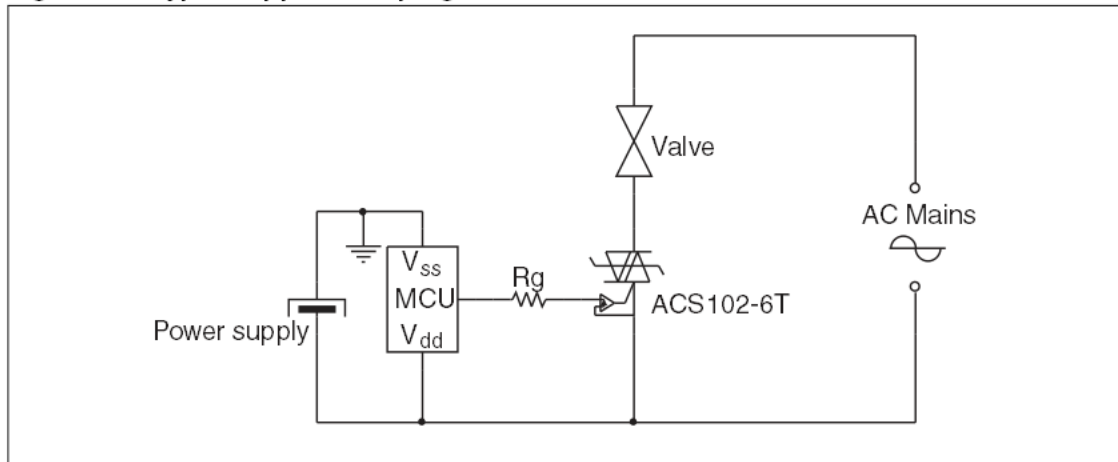 Valve
AC Mains
Vss
MCU
Vdd
Rg
ACS102-6T
Power supply